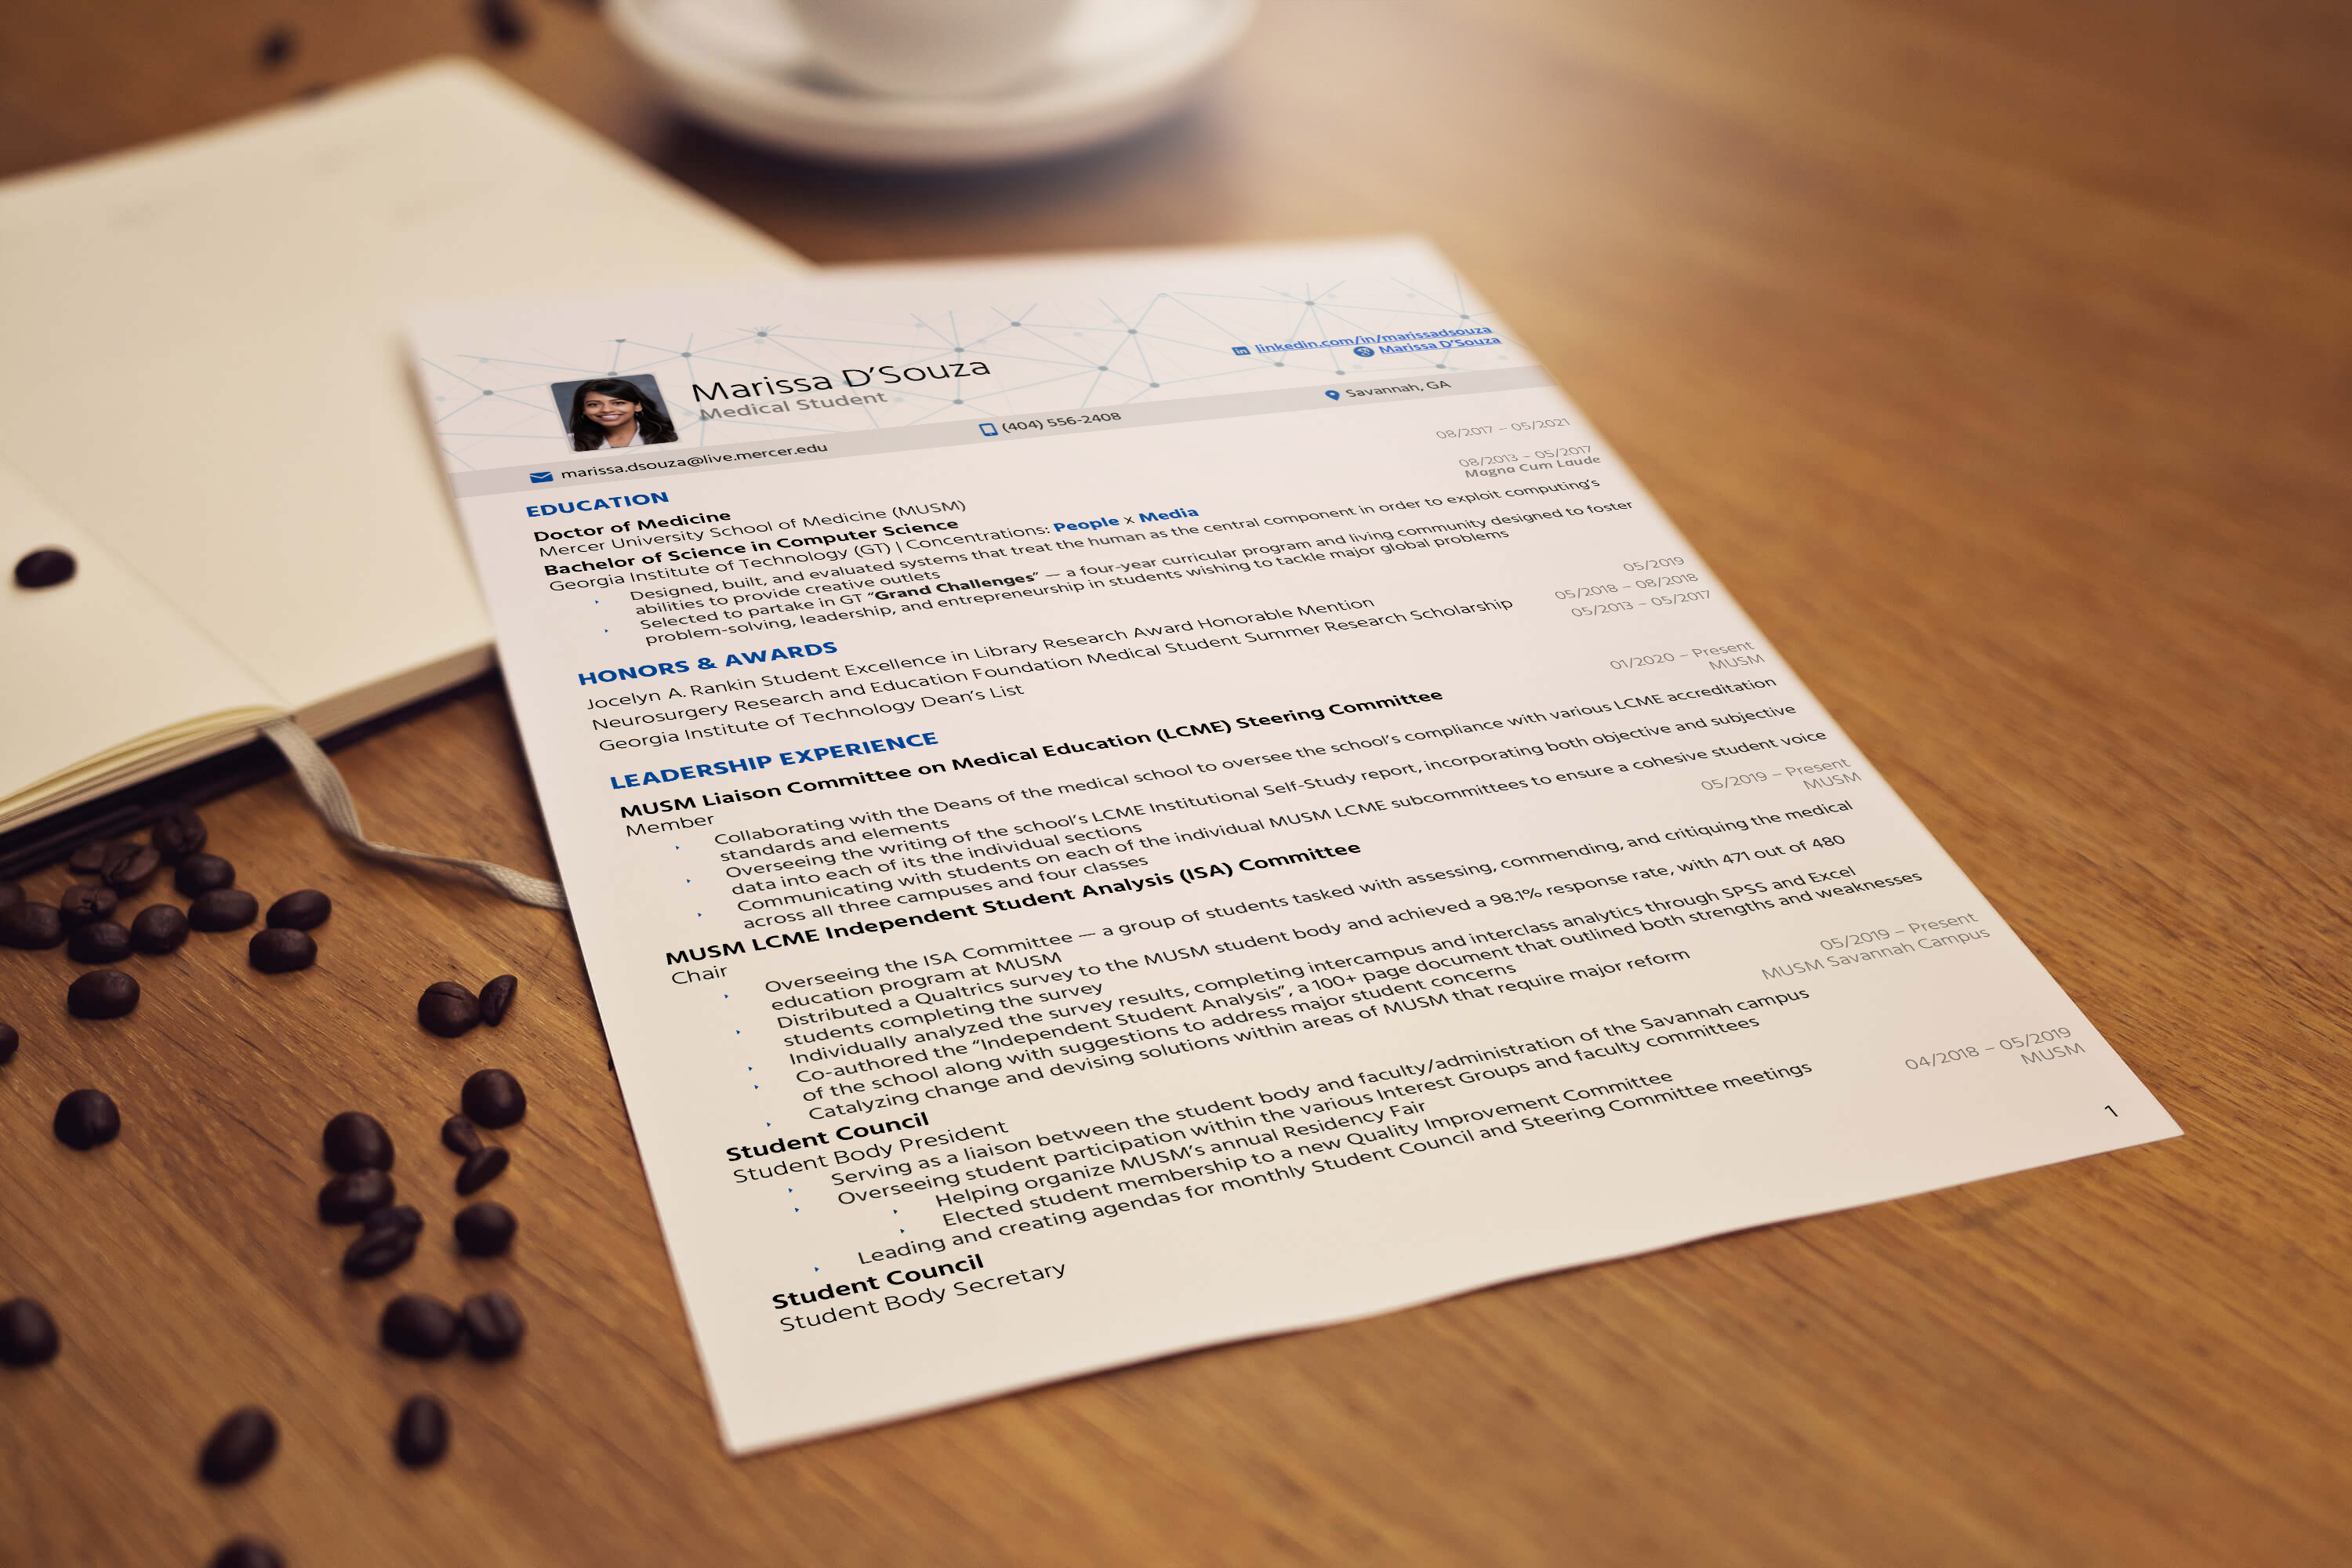 Marissa D'Souza
Medical Student
linkedin.com/in/marissadsouza
Marissa D'Souza
marissa.dsouza@live.mercer.edu
(404) 556-2408
Savannah, GA
EDUCATION
Doctor of Medicine
08/2017 – 05/2021
Mercer University School of Medicine (MUSM)
Bachelor of Science in Computer Science
08/2013 – 05/2017
Georgia Institute of Technology (GT) | Concentrations: People x Media
Magna Cum Laude
Designed, built, and evaluated systems that treat the human as the central component in order to exploit computing's
abilities to provide creative outlets
Selected to partake in GT "Grand Challenges" — a four-year curricular program and living community designed to foster
problem-solving, leadership, and entrepreneurship in students wishing to tackle major global problems
HONORS & AWARDS
Jocelyn A. Rankin Student Excellence in Library Research Award Honorable Mention
05/2019
Neurosurgery Research and Education Foundation Medical Student Summer Research Scholarship
05/2018 – 08/2018
Georgia Institute of Technology Dean's List
05/2013 – 05/2017
LEADERSHIP EXPERIENCE
MUSM Liaison Committee on Medical Education (LCME) Steering Committee
01/2020 – Present
Member
MUSM
Collaborating with the Deans of the medical school to oversee the school's compliance with various LCME accreditation
standards and elements
Overseeing the writing of the school's LCME Institutional Self-Study report, incorporating both objective and subjective
data into each of its the individual sections
Communicating with students on each of the individual MUSM LCME subcommittees to ensure a cohesive student voice
across all three campuses and four classes
MUSM LCME Independent Student Analysis (ISA) Committee
05/2019 – Present
Chair
MUSM
Overseeing the ISA Committee — a group of students tasked with assessing, commending, and critiquing the medical
education program at MUSM
Distributed a Qualtrics survey to the MUSM student body and achieved a 98.1% response rate, with 471 out of 480
students completing the survey
Individually analyzed the survey results, completing intercampus and interclass analytics through SPSS and Excel
Co-authored the "Independent Student Analysis", a 100+ page document that outlined both strengths and weaknesses
of the school along with suggestions to address major student concerns
Catalyzing change and devising solutions within areas of MUSM that require major reform
Student Council
05/2019 – Present
Student Body President
MUSM Savannah Campus
Serving as a liaison between the student body and faculty/administration of the Savannah campus
Overseeing student participation within the various Interest Groups and faculty committees
Helping organize MUSM's annual Residency Fair
Elected student membership to a new Quality Improvement Committee
Leading and creating agendas for monthly Student Council and Steering Committee meetings
Student Council
04/2018 – 05/2019
Student Body Secretary
MUSM
1